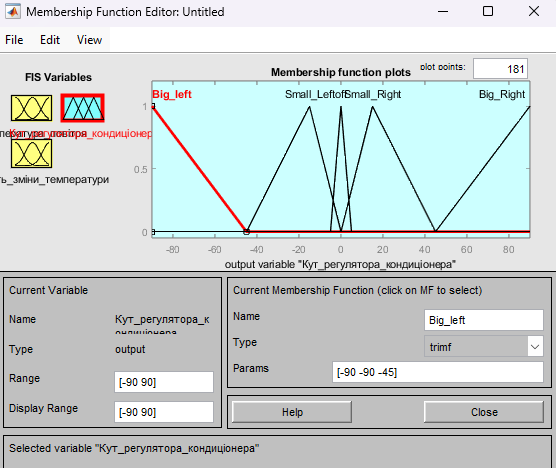 Membership Function Editor: Untitled
File Edit View
FIS Variables
Membership function plots
plot points:
181
Big_left
Small_Left
off
Small_Right
Big_Right
1
0.5
0
-80 -60 -40 -20 0 20 40 60 80
output variable "Кут_регулятора_кондиціонера"
Current Variable
Name Кут_регулятора_к
Type output
Range [-90 90]
Display Range [-90 90]
Current Membership Function (click on MF to select)
Name Big_left
Type trimf
Params [-90 -90 -45]
Help Close
Selected variable "Кут_регулятора_кондиціонера"